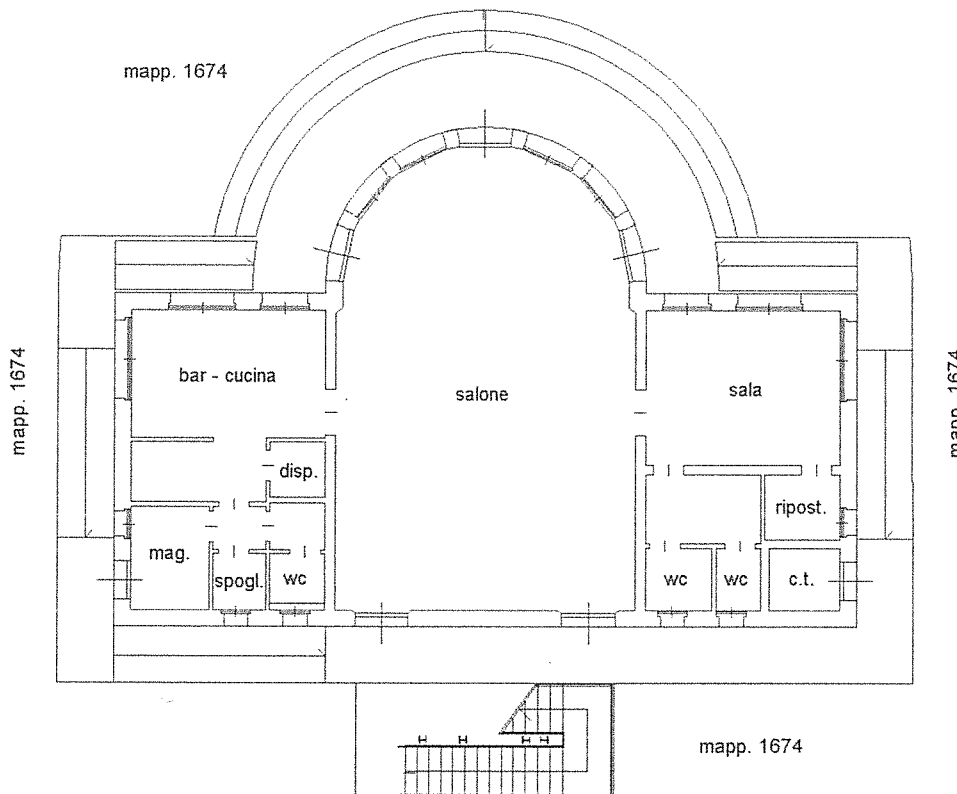 mapp. 1674
mapp. 1674
mapp. 1674
bar - cucina
salone
sala
disp.
ripost.
mag.
spogl.
wc
wc
wc
c.t.
mapp. 1674